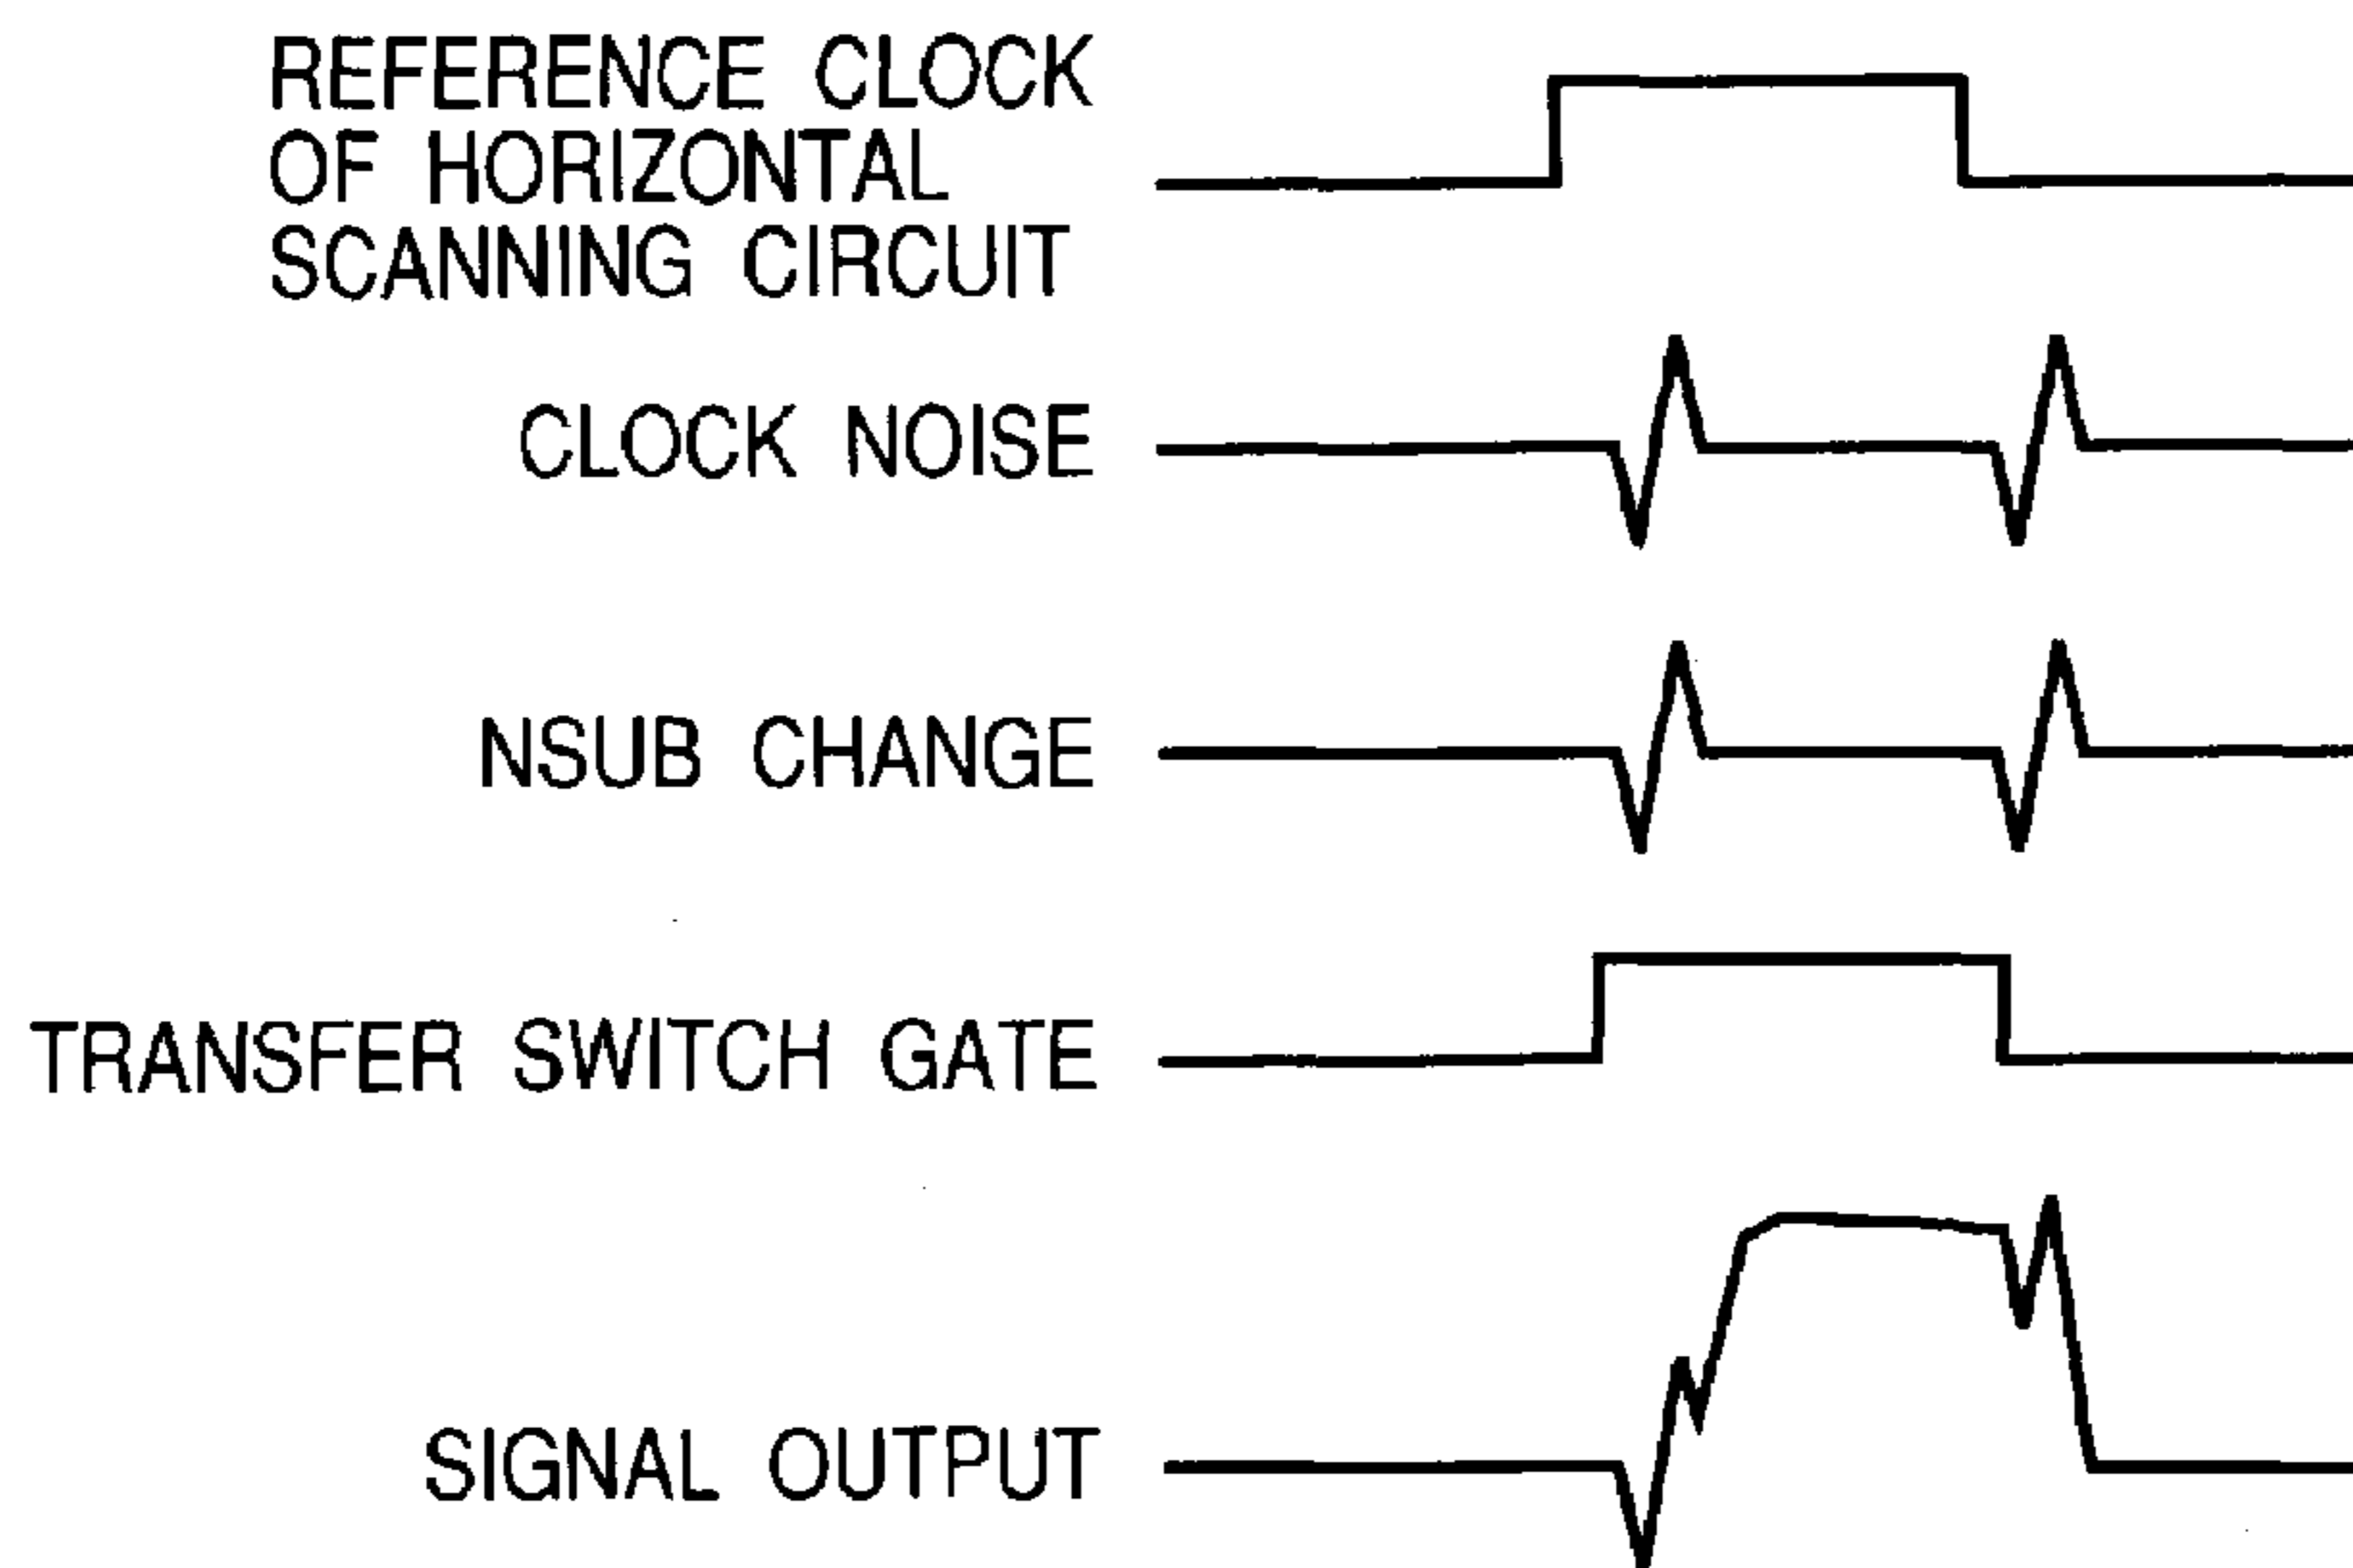 REFERENCE CLOCK
OF HORIZONTAL
SCANNING CIRCUIT
CLOCK NOISE
NSUB CHANGE
TRANSFER SWITCH GATE
SIGNAL OUTPUT